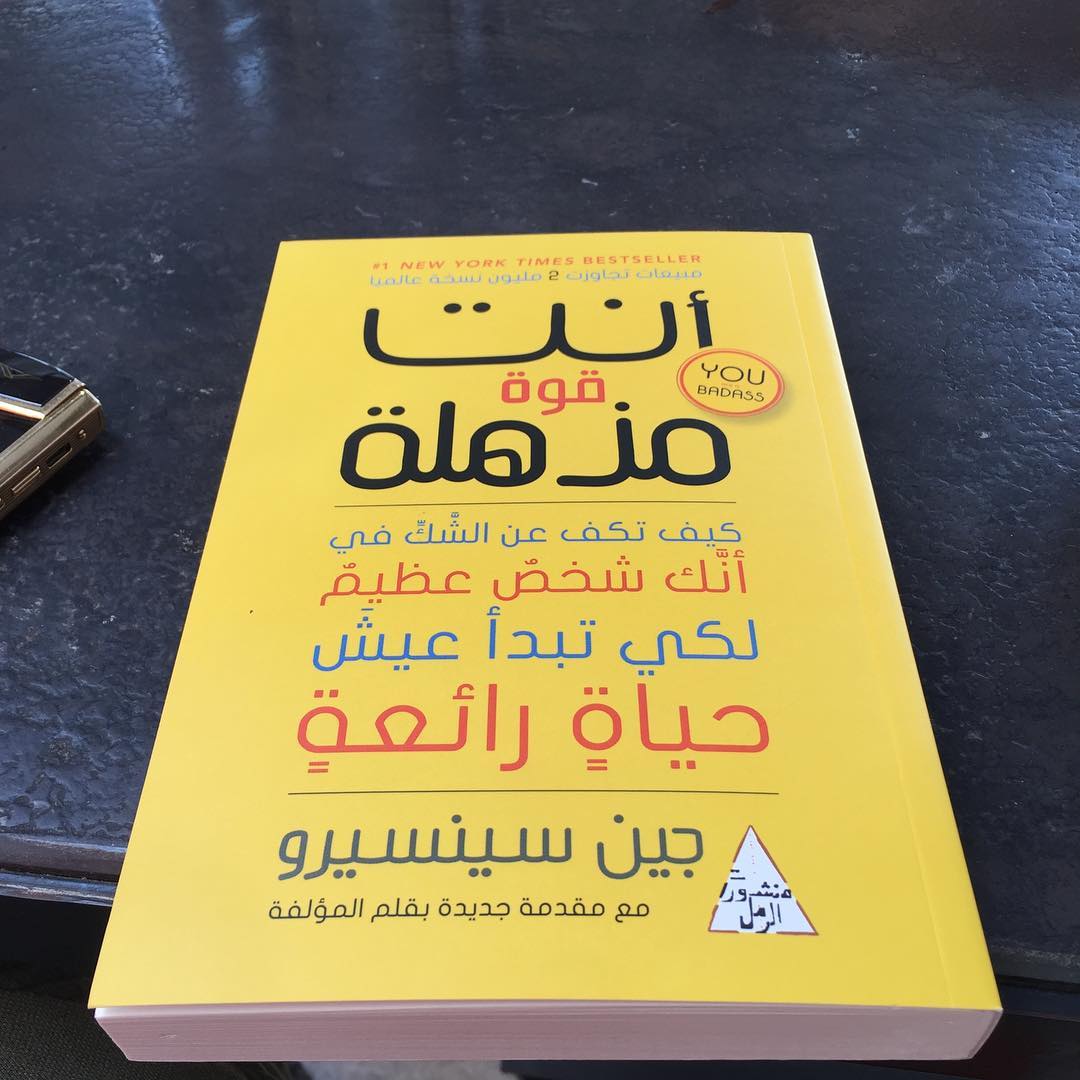 #1 NEW YORK TIMES BESTSELLER
مبيعات تجاوزت 2 مليون نسخة عالميا
أنت
قوة
مذهلة
YOU
BADASS
كيف تكف عن الشَّكِّ في
أنَّك شخصٌ عظيمٌ
لكي تبدأ عيشَ
حياةٍ رائعةٍ
جين سينسيرو
مع مقدمة جديدة بقلم المؤلفة
منشورات
الرمل